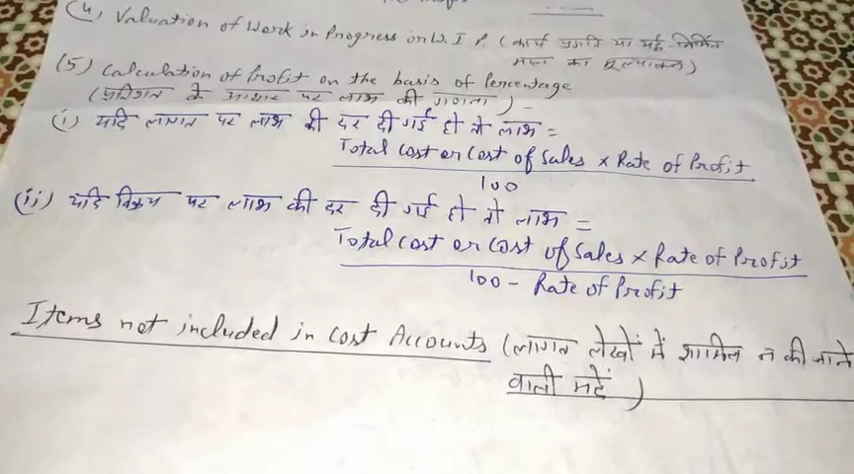 (4) Valuation of Work in Progress or W. I. P. (कार्य प्रगति या अर्द्ध-निर्मित
माल का मूल्यांकन)
(5) Calculation of Profit on the basis of Percentage
(प्रतिशत के आधार पर लाभ की गणना) -
(i) यदि लागत पर लाभ की दर दी गई हो तो लाभ =
Total Cost or Cost of Sales × Rate of Profit
100
(ii) यदि विक्रय पर लाभ की दर दी गई हो तो लाभ =
Total Cost or Cost of Sales × Rate of Profit
100 - Rate of Profit
Items not included in Cost Accounts (लागत लेखों में शामिल न की जाने
वाली मदें)